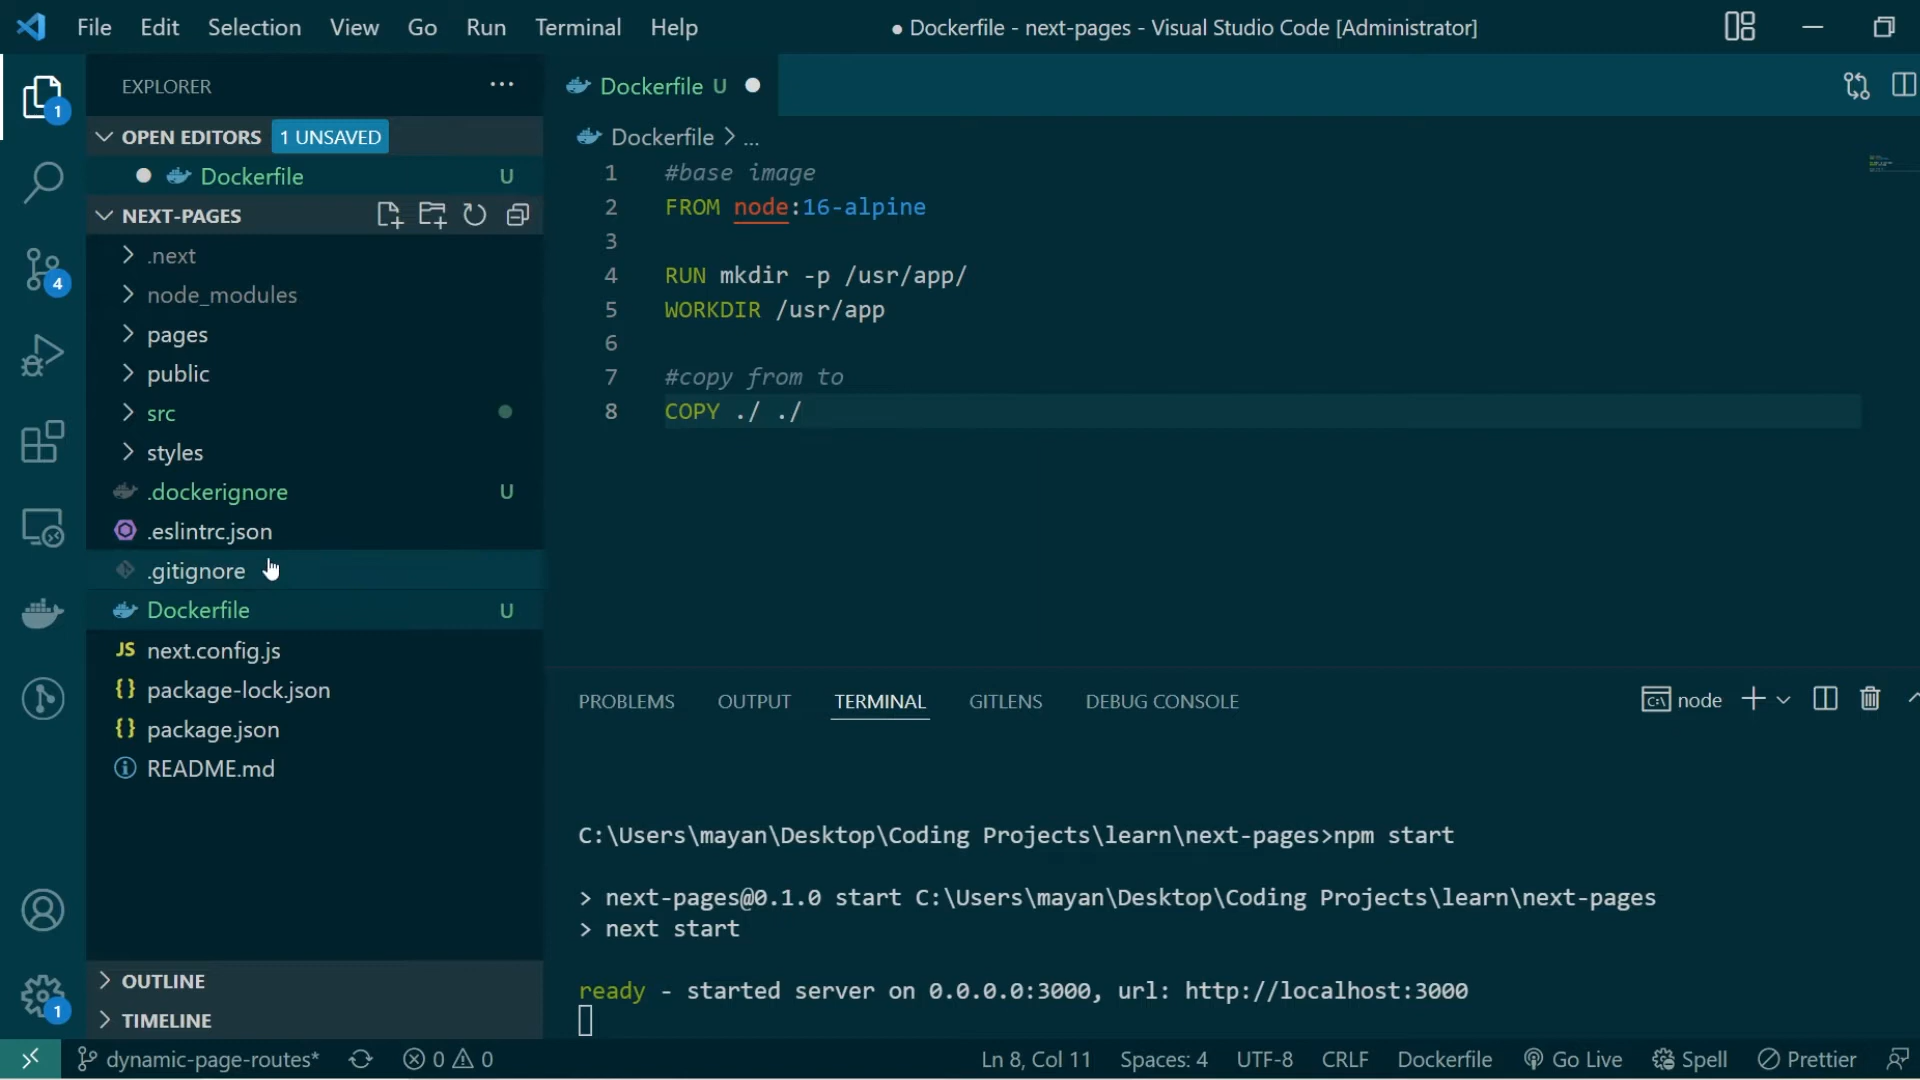 File Edit Selection View Go Run Terminal Help
● Dockerfile - next-pages - Visual Studio Code [Administrator]
1
4
1
EXPLORER
OPEN EDITORS 1 UNSAVED
Dockerfile U
NEXT-PAGES
.next
node_modules
pages
public
src
styles
.dockerignore U
.eslintrc.json
.gitignore
Dockerfile U
JS next.config.js
{} package-lock.json
{} package.json
README.md
OUTLINE
TIMELINE
Dockerfile U
Dockerfile > ...
1 #base image
2 FROM node:16-alpine
3
4 RUN mkdir -p /usr/app/
5 WORKDIR /usr/app
6
7 #copy from to
8 COPY ./ ./
PROBLEMS OUTPUT TERMINAL GITLENS DEBUG CONSOLE
node
C:\Users\mayan\Desktop\Coding Projects\learn\next-pages>npm start
> next-pages@0.1.0 start C:\Users\mayan\Desktop\Coding Projects\learn\next-pages
> next start
ready - started server on 0.0.0.0:3000, url: http://localhost:3000
dynamic-page-routes* 0 0 Ln 8, Col 11 Spaces: 4 UTF-8 CRLF Dockerfile Go Live Spell Prettier